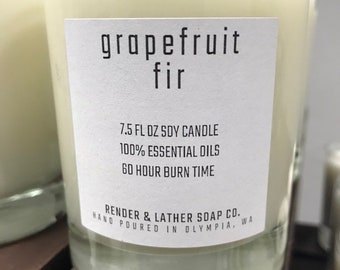 grapefruit
fir
7.5 FL OZ SOY CANDLE
100% ESSENTIAL OILS
60 HOUR BURN TIME
RENDER & LATHER SOAP CO.
HAND POURED IN OLYMPIA, WA